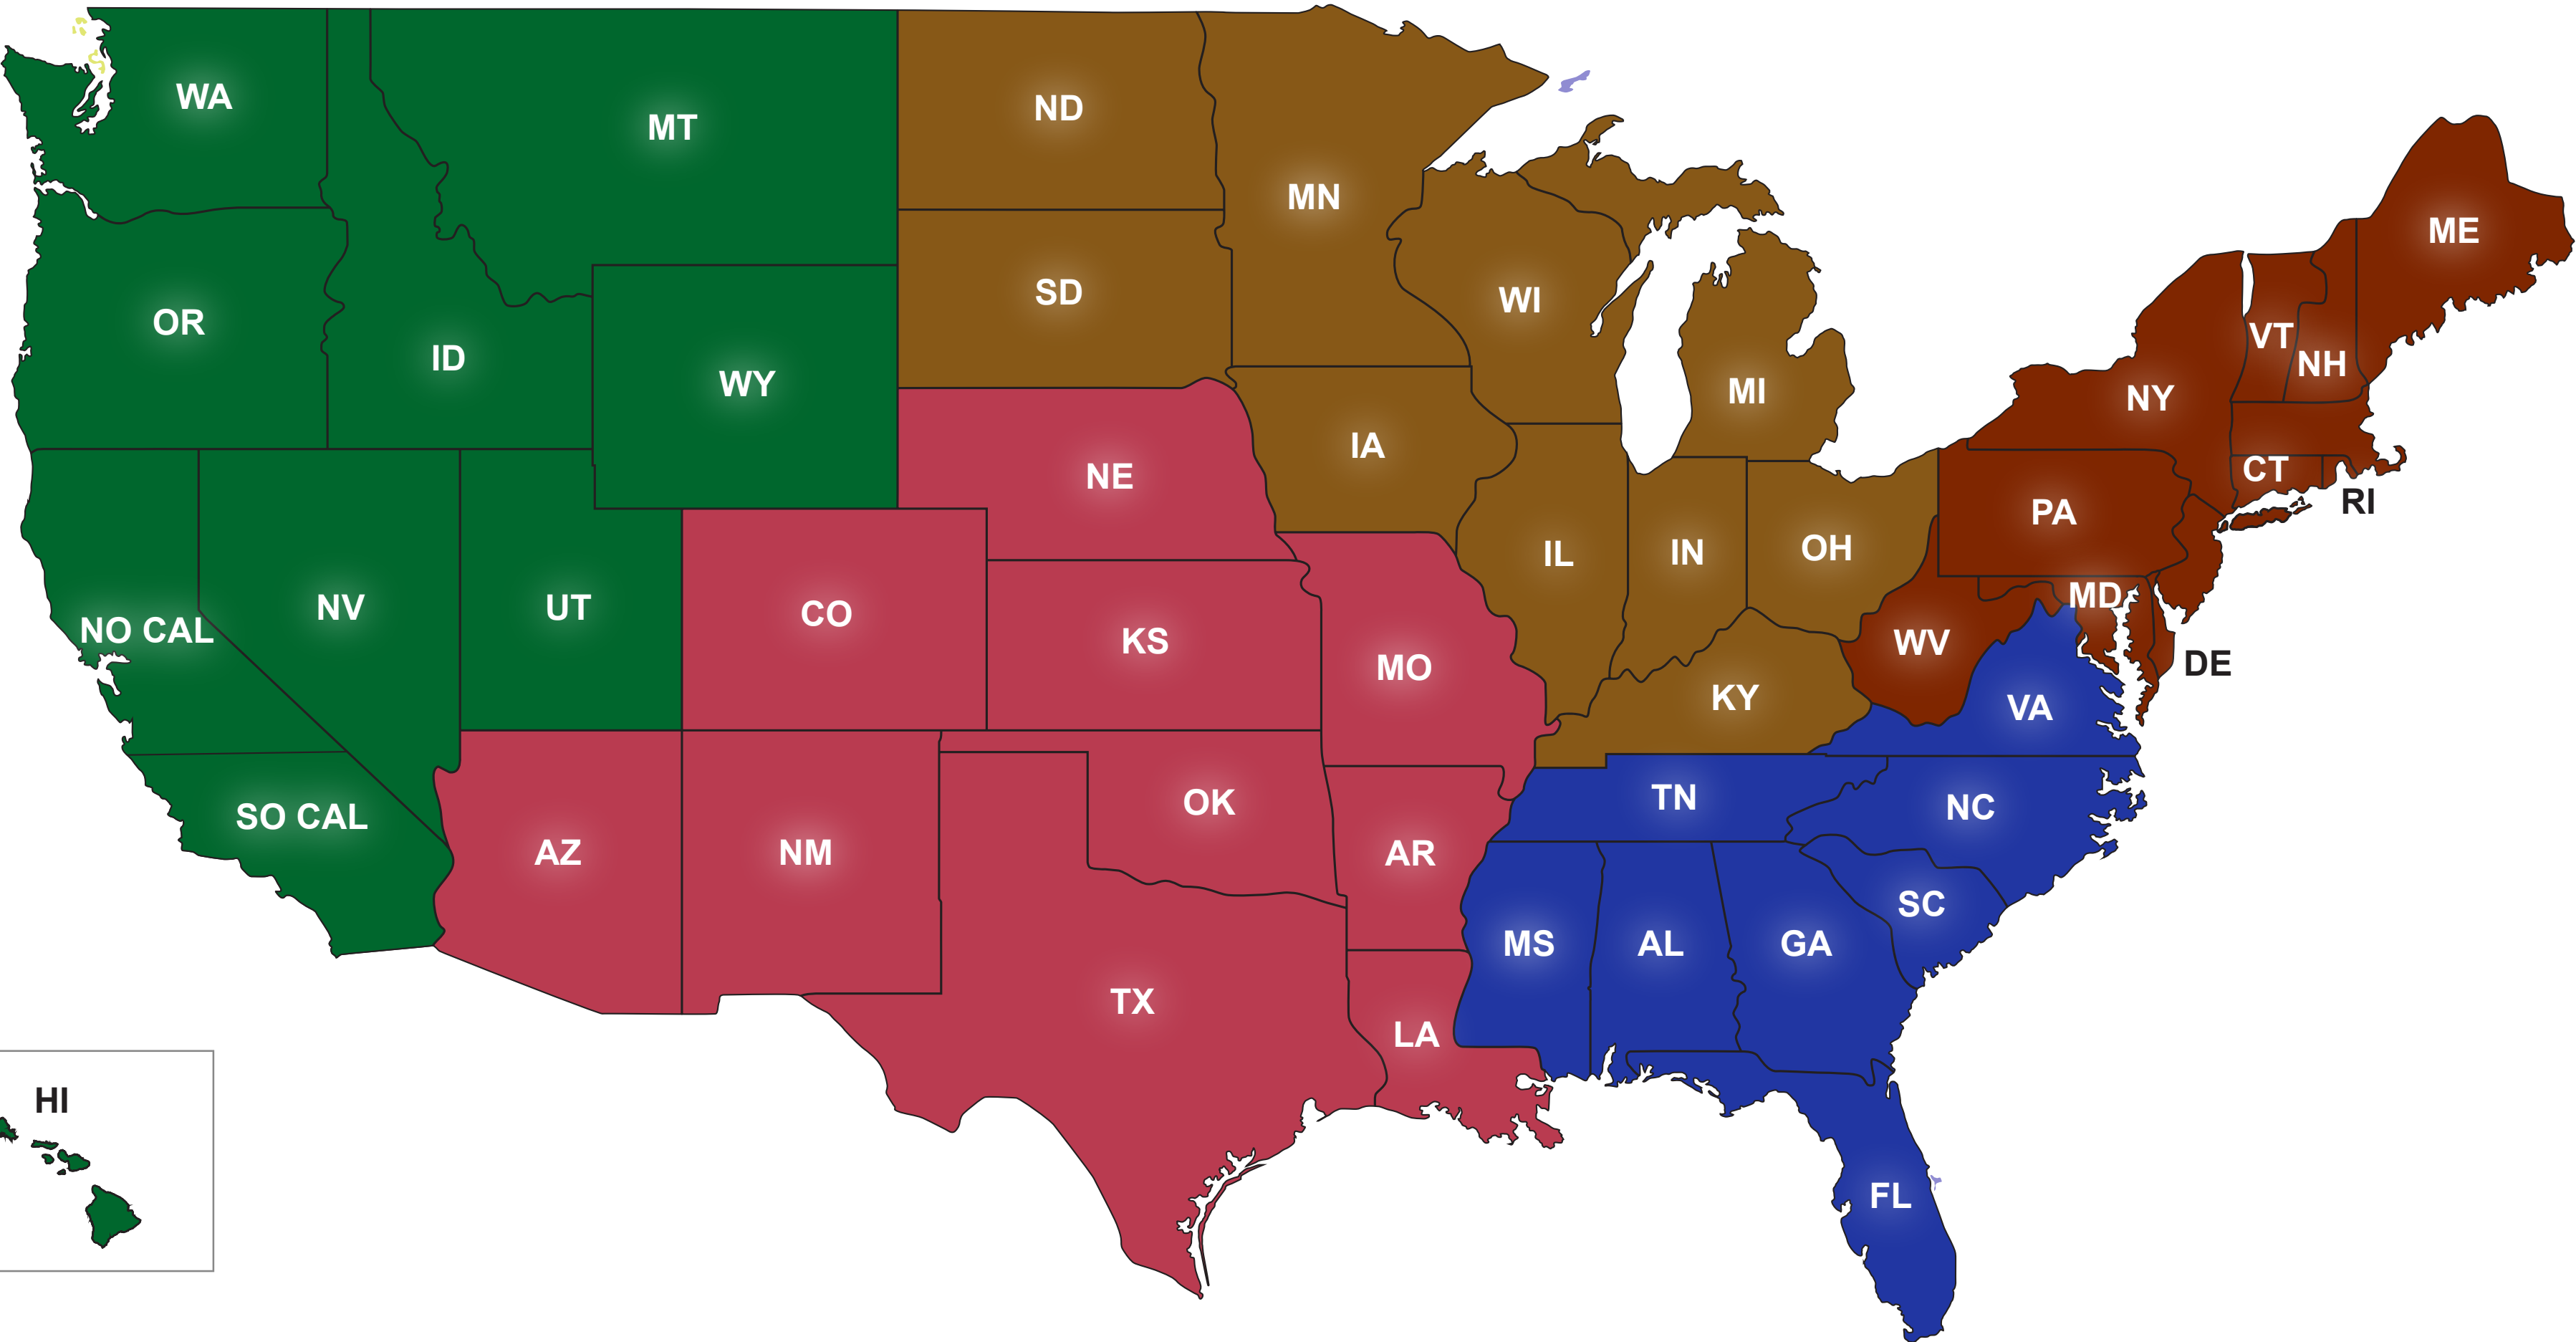 WA
MT
ND
MN
ME
OR
ID
SD
WI
VT
NH
WY
MI
NY
IA
NE
CT
RI
PA
IL
IN
OH
MD
NO CAL
NV
UT
CO
KS
MO
WV
DE
KY
VA
SO CAL
AZ
NM
OK
AR
TN
NC
SC
MS
AL
GA
TX
LA
HI
FL